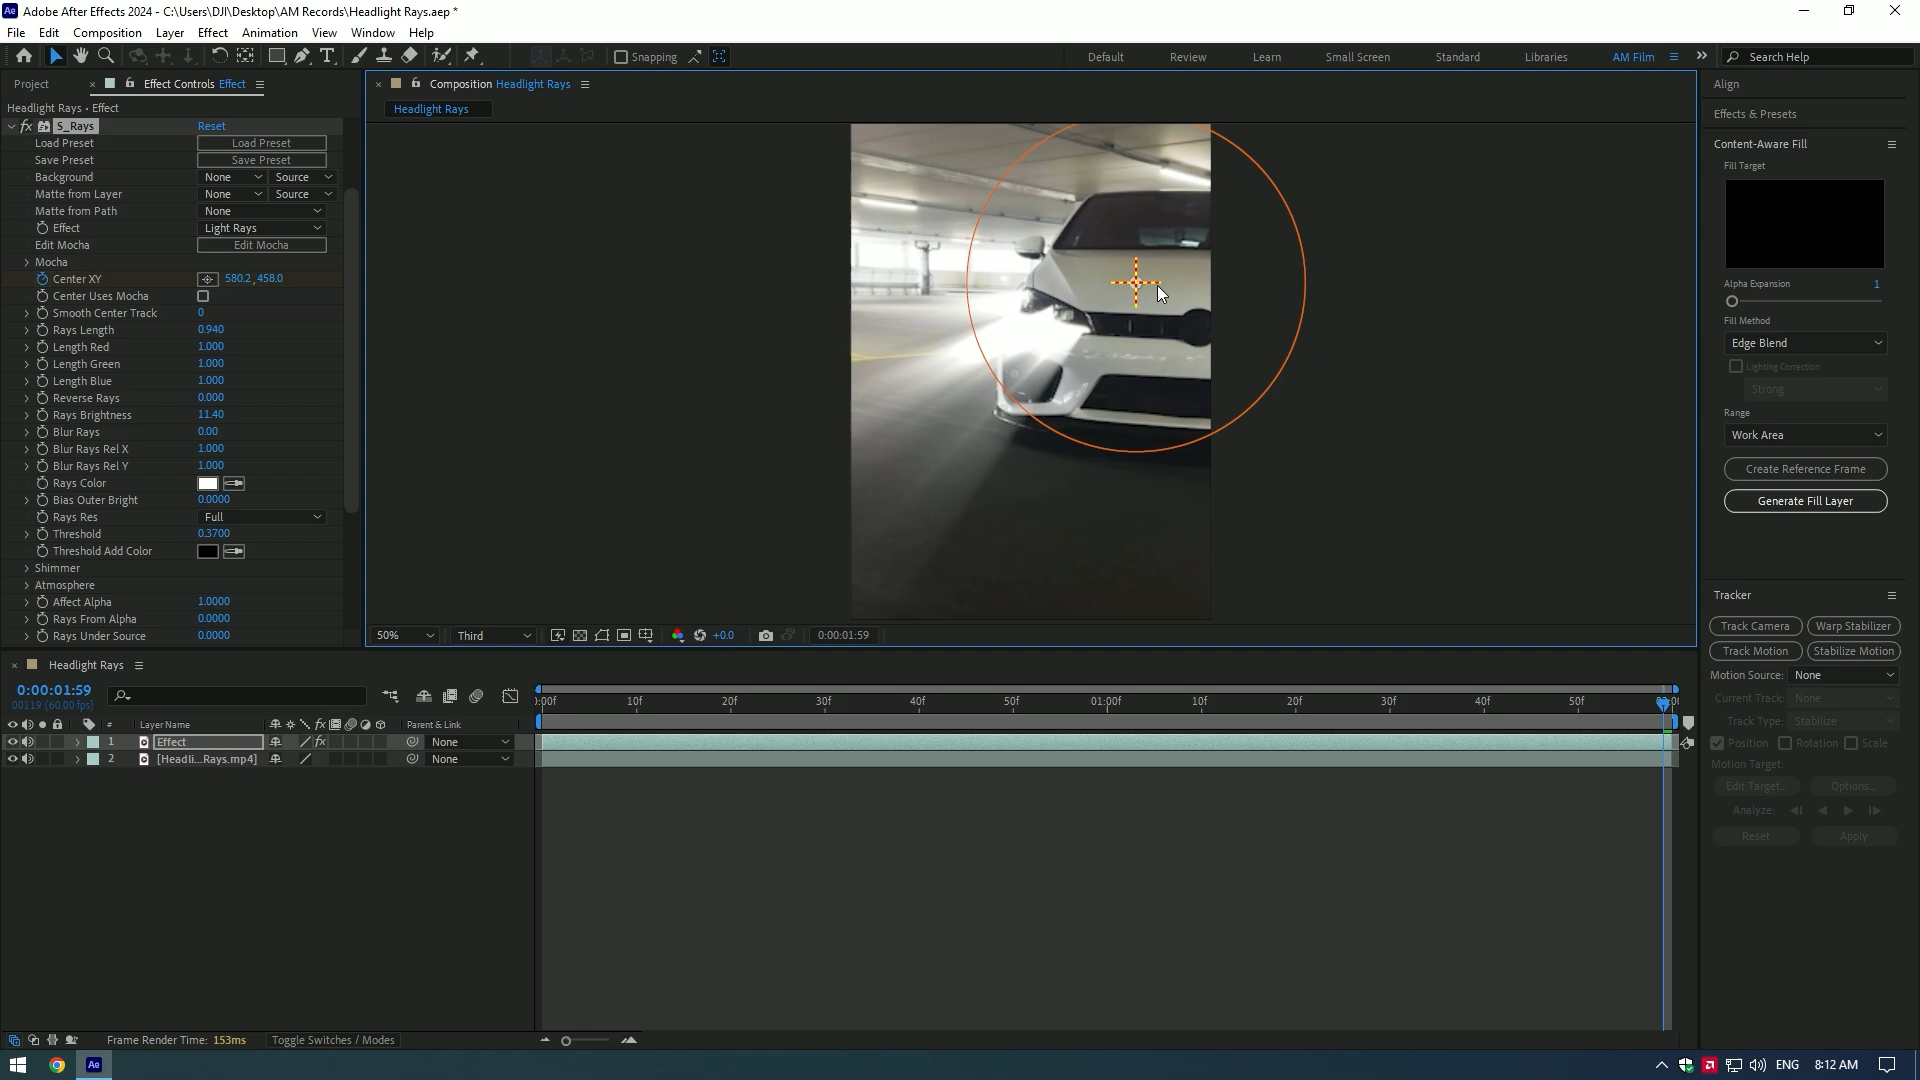 Adobe After Effects 2024 - C:\Users\DJI\Desktop\AM Records\Headlight Rays.aep *
File Edit Composition Layer Effect Animation View Window Help
Snapping Default Review Learn Small Screen Standard Libraries AM Film Search Help
Project Effect Controls Effect
Headlight Rays • Effect
fx S_Rays Reset
Load Preset Load Preset
Save Preset Save Preset
Background None Source
Matte from Layer None Source
Matte from Path None
Effect Light Rays
Edit Mocha Edit Mocha
Mocha
Center XY 580.2,458.0
Center Uses Mocha
Smooth Center Track 0
Rays Length 0.940
Length Red 1.000
Length Green 1.000
Length Blue 1.000
Reverse Rays 0.000
Rays Brightness 11.40
Blur Rays 0.00
Blur Rays Rel X 1.000
Blur Rays Rel Y 1.000
Rays Color
Bias Outer Bright 0.0000
Rays Res Full
Threshold 0.3700
Threshold Add Color
Shimmer
Atmosphere
Affect Alpha 1.0000
Rays From Alpha 0.0000
Rays Under Source 0.0000
Composition Headlight Rays
Headlight Rays
50% Third +0.0 0:00:01:59
Align
Effects & Presets
Content-Aware Fill
Fill Target
Alpha Expansion 1
Fill Method
Edge Blend
Lighting Correction
Strong
Range
Work Area
Create Reference Frame
Generate Fill Layer
Tracker
Track Camera Warp Stabilizer
Track Motion Stabilize Motion
Motion Source: None
Current Track: None
Track Type: Stabilize
Position Rotation Scale
Motion Target:
Edit Target... Options...
Analyze:
Reset Apply
Headlight Rays
0:00:01:59
00119 (60.00 fps)
:00f 10f 20f 30f 40f 50f 01:00f 10f 20f 30f 40f 50f
# Layer Name fx Parent & Link
1 Effect fx None
2 [Headli...Rays.mp4] None
Frame Render Time: 153ms Toggle Switches / Modes
Ae ENG 8:12 AM